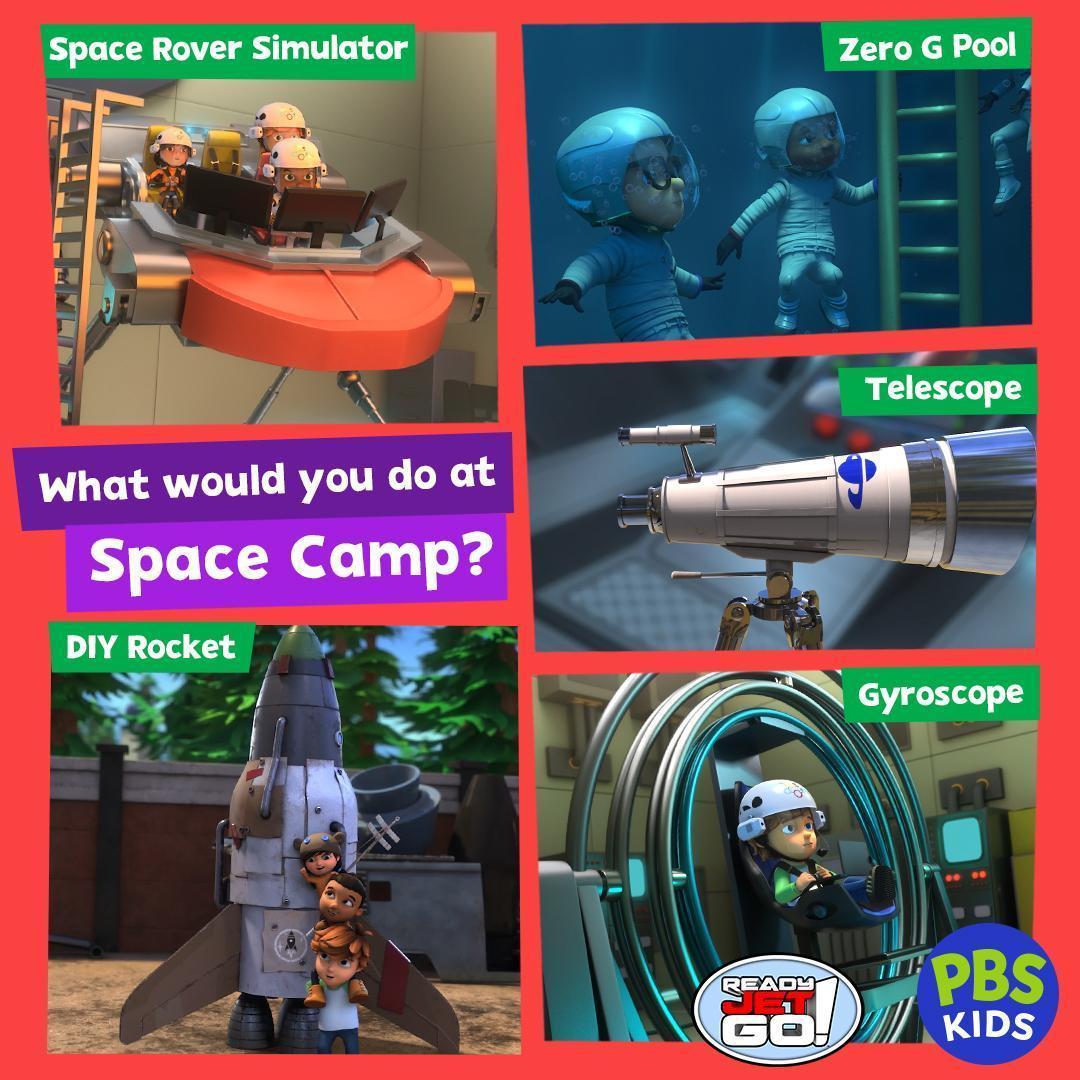 Space Rover Simulator
Zero G Pool
Telescope
What would you do at
Space Camp?
DIY Rocket
Gyroscope
READY
JET
GO!
PBS
KIDS